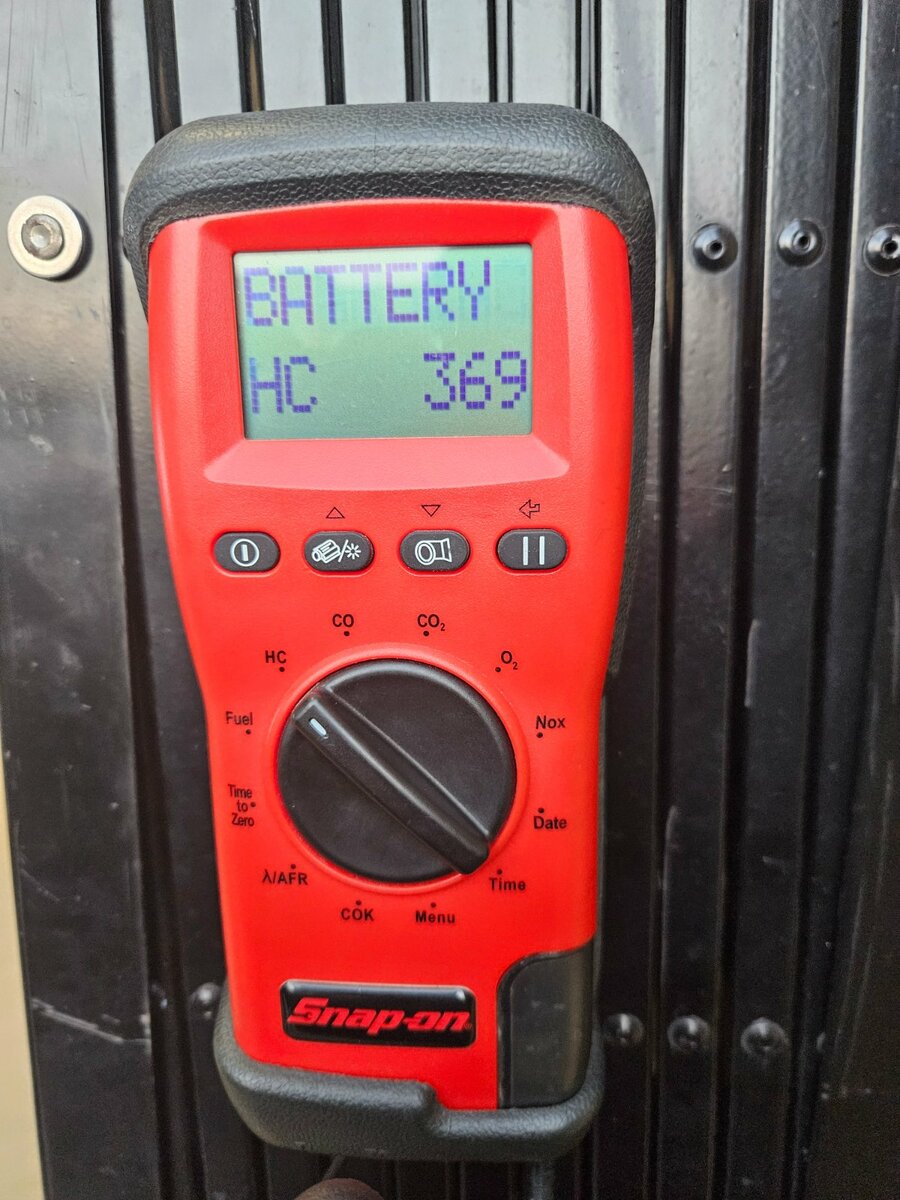 BATTERY
HC 369
CO
CO₂
HC
O₂
Fuel
Nox
Time
to
Zero
Date
λ/AFR
Time
COK
Menu
Snap-on